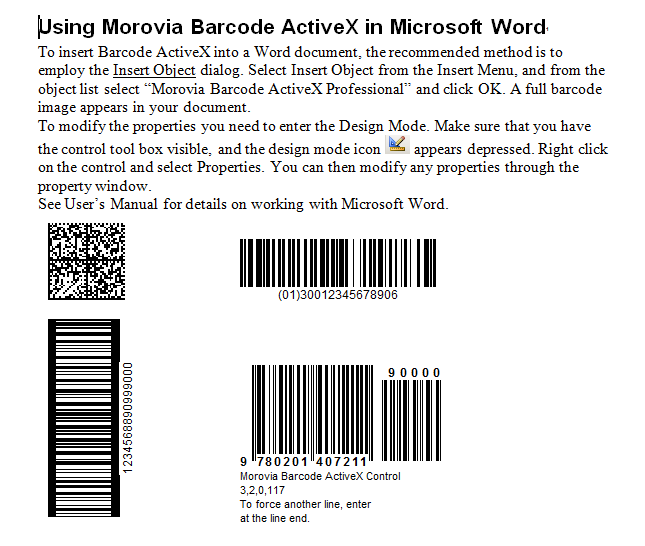 Using Morovia Barcode ActiveX in Microsoft Word
To insert Barcode ActiveX into a Word document, the recommended method is to
employ the Insert Object dialog. Select Insert Object from the Insert Menu, and from the
object list select “Morovia Barcode ActiveX Professional” and click OK. A full barcode
image appears in your document.
To modify the properties you need to enter the Design Mode. Make sure that you have
the control tool box visible, and the design mode icon appears depressed. Right click
on the control and select Properties. You can then modify any properties through the
property window.
See User’s Manual for details on working with Microsoft Word.
(01)30012345678906
1234568890999000
90000
9 780201 407211
Morovia Barcode ActiveX Control
3,2,0,117
To force another line, enter
at the line end.